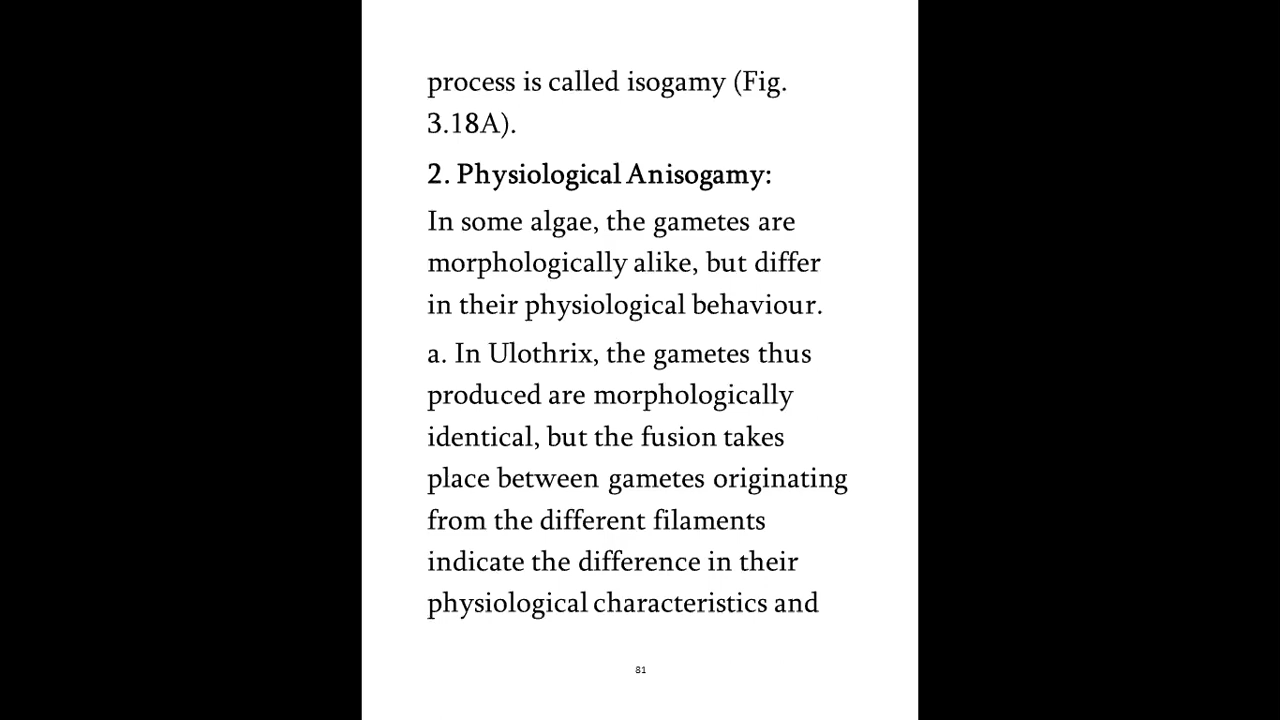 process is called isogamy (Fig.
3.18A).
2. Physiological Anisogamy:
In some algae, the gametes are
morphologically alike, but differ
in their physiological behaviour.
a. In Ulothrix, the gametes thus
produced are morphologically
identical, but the fusion takes
place between gametes originating
from the different filaments
indicate the difference in their
physiological characteristics and
81